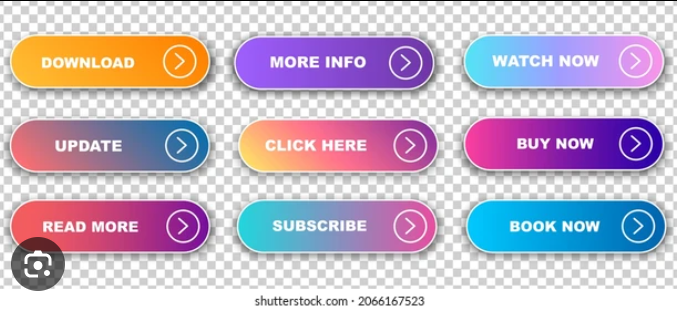 DOWNLOAD
MORE INFO
WATCH NOW
UPDATE
CLICK HERE
BUY NOW
READ MORE
SUBSCRIBE
BOOK NOW
shutterstock.com · 2066167523